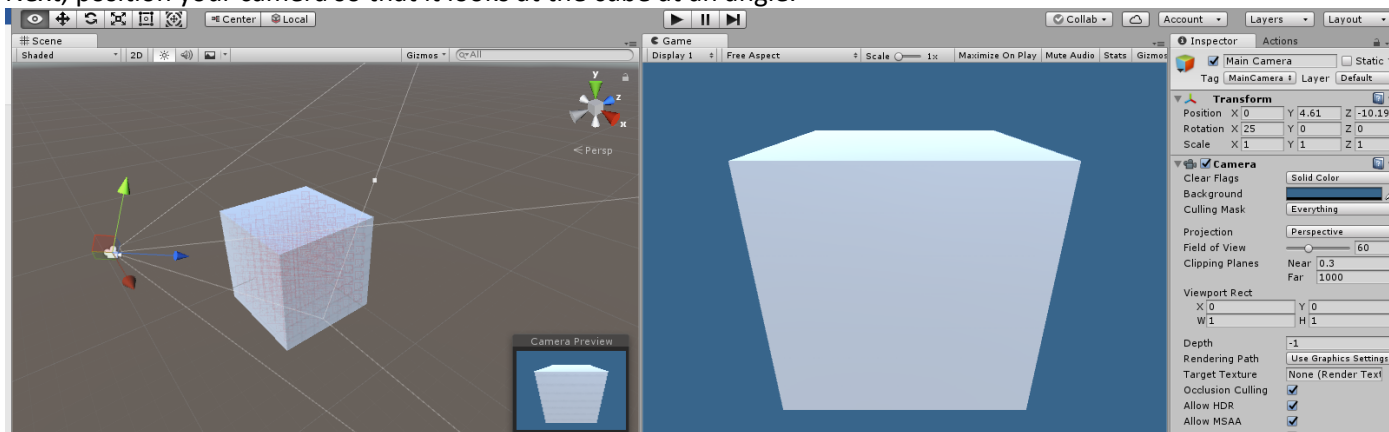 Next, position your camera so that it looks at the cube at an angle.
Center Local Collab Account Layers Layout
Scene
Shaded 2D Gizmos All
y
z
x
Persp
Camera Preview
Game
Display 1 Free Aspect Scale 1x Maximize On Play Mute Audio Stats Gizmos
Inspector Actions
Main Camera Static
Tag MainCamera Layer Default
Transform
Position X 0 Y 4.61 Z -10.19
Rotation X 25 Y 0 Z 0
Scale X 1 Y 1 Z 1
Camera
Clear Flags Solid Color
Background
Culling Mask Everything
Projection Perspective
Field of View 60
Clipping Planes Near 0.3
Far 1000
Viewport Rect
X 0 Y 0
W 1 H 1
Depth -1
Rendering Path Use Graphics Settings
Target Texture None (Render Text
Occlusion Culling
Allow HDR
Allow MSAA